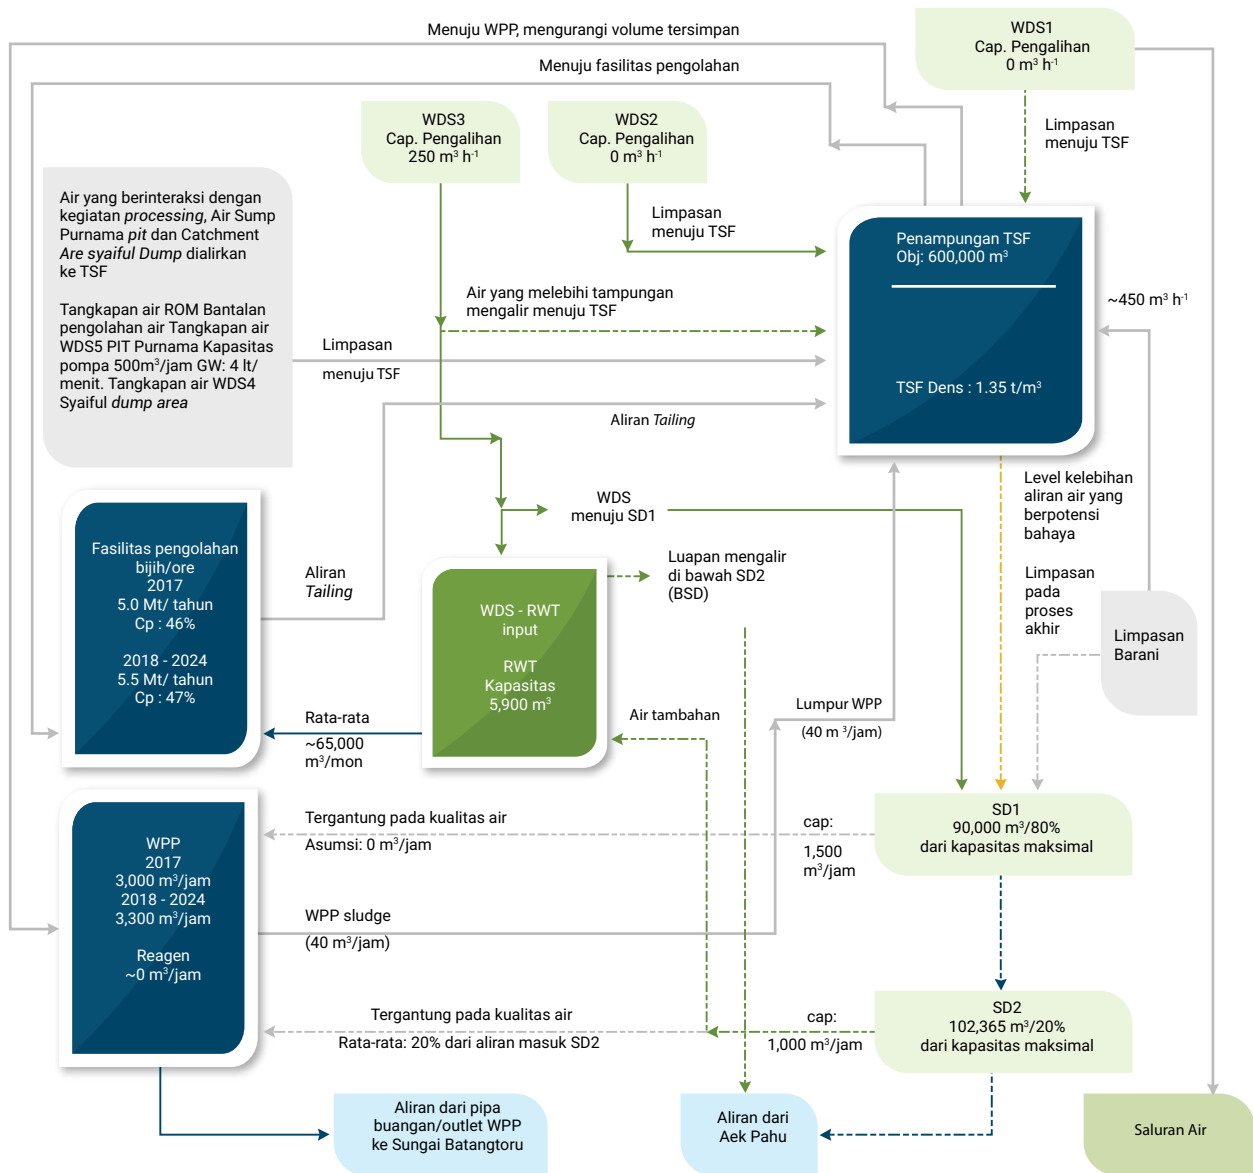 Menuju WPP, mengurangi volume tersimpan
Menuju fasilitas pengolahan
WDS1
Cap. Pengalihan
0 m³ h⁻¹
WDS3
Cap. Pengalihan
250 m³ h⁻¹
WDS2
Cap. Pengalihan
0 m³ h⁻¹
Limpasan
menuju TSF
Air yang berinteraksi dengan
kegiatan processing, Air Sump
Purnama pit dan Catchment
Are syaiful Dump dialirkan
ke TSF
Tangkapan air ROM Bantalan
pengolahan air Tangkapan air
WDS5 PIT Purnama Kapasitas
pompa 500m³/jam GW: 4 lt/
menit. Tangkapan air WDS4
Syaiful dump area
Limpasan
menuju TSF
Penampungan TSF
Obj: 600,000 m³
TSF Dens : 1.35 t/m³
~450 m³ h⁻¹
Air yang melebihi tampungan
mengalir menuju TSF
Limpasan
menuju TSF
Aliran Tailing
Level kelebihan
aliran air yang
berpotensi
bahaya
WDS
menuju SD1
Fasilitas pengolahan
bijih/ore
2017
5.0 Mt/ tahun
Cp : 46%
2018 - 2024
5.5 Mt/ tahun
Cp : 47%
Aliran
Tailing
Luapan mengalir
di bawah SD2
(BSD)
Limpasan
pada
proses
akhir
Limpasan
Barani
WDS - RWT
input
RWT
Kapasitas
5,900 m³
Rata-rata
~65,000
m³/mon
Air tambahan
Lumpur WPP
(40 m ³/jam)
WPP
2017
3,000 m³/jam
2018 - 2024
3,300 m³/jam
Reagen
~0 m³/jam
Tergantung pada kualitas air
Asumsi: 0 m³/jam
cap:
1,500
m³/jam
SD1
90,000 m³/80%
dari kapasitas maksimal
WPP sludge
(40 m³/jam)
Tergantung pada kualitas air
Rata-rata: 20% dari aliran masuk SD2
cap:
1,000 m³/jam
SD2
102,365 m³/20%
dari kapasitas maksimal
Aliran dari pipa
buangan/outlet WPP
ke Sungai Batangtoru
Aliran dari
Aek Pahu
Saluran Air